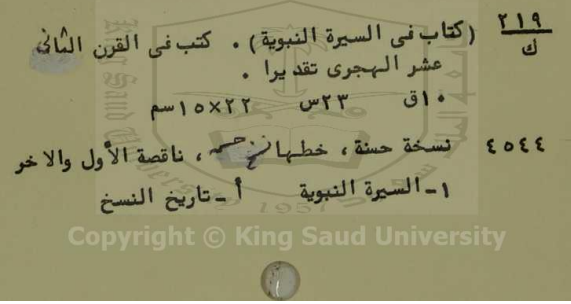 ٢١٩ (كتاب فى السيرة النبوية) . كتب فى القرن الثانى
ك عشر الهجرى تقديرا .
١٠ق ٢٣س ٢٢×١٥سم
٤٥٤٤ نسخة حسنة ، خطها نسخ حسن ، ناقصة الأول والاخر
١- السيرة النبوية أ- تاريخ النسخ
Copyright © King Saud University